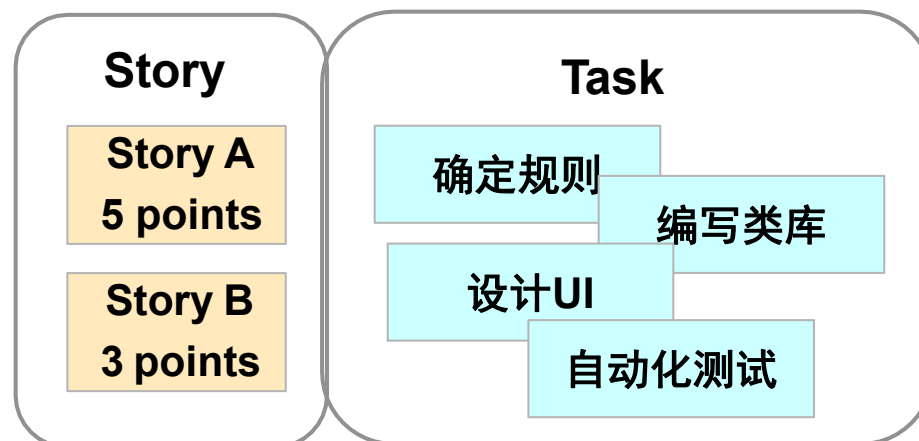 Story
Story A
5 points
Story B
3 points
Task
确定规则
编写类库
设计UI
自动化测试